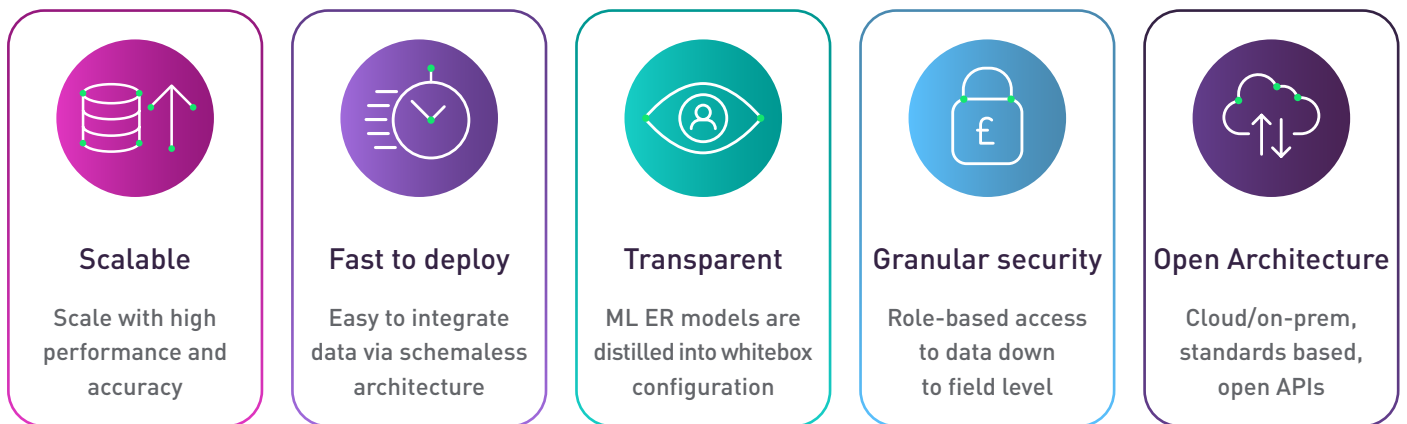 Scalable
Scale with high
performance and
accuracy
Fast to deploy
Easy to integrate
data via schemaless
architecture
Transparent
ML ER models are
distilled into whitebox
configuration
£
Granular security
Role-based access
to data down
to field level
Open Architecture
Cloud/on-prem,
standards based,
open APIs